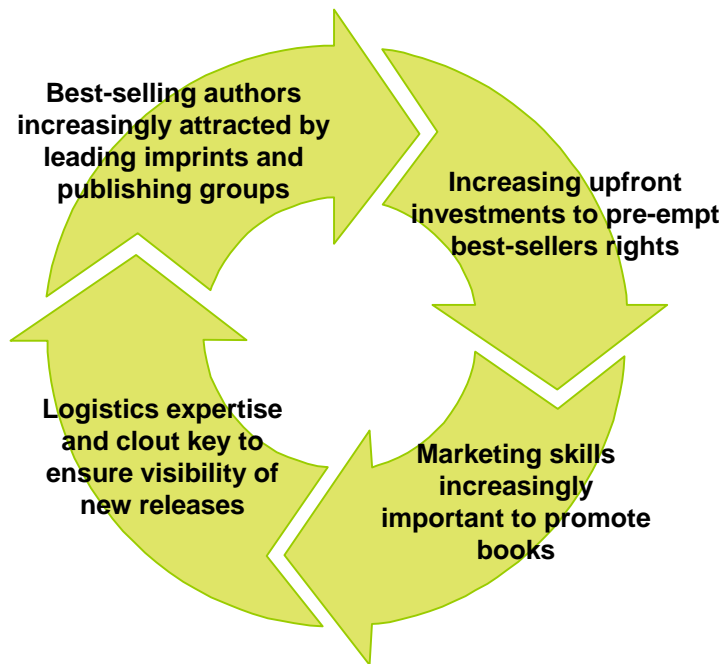 Best-selling authors
increasingly attracted by
leading imprints and
publishing groups
Increasing upfront
investments to pre-empt
best-sellers rights
Marketing skills
increasingly
important to promote
books
Logistics expertise
and clout key to
ensure visibility of
new releases